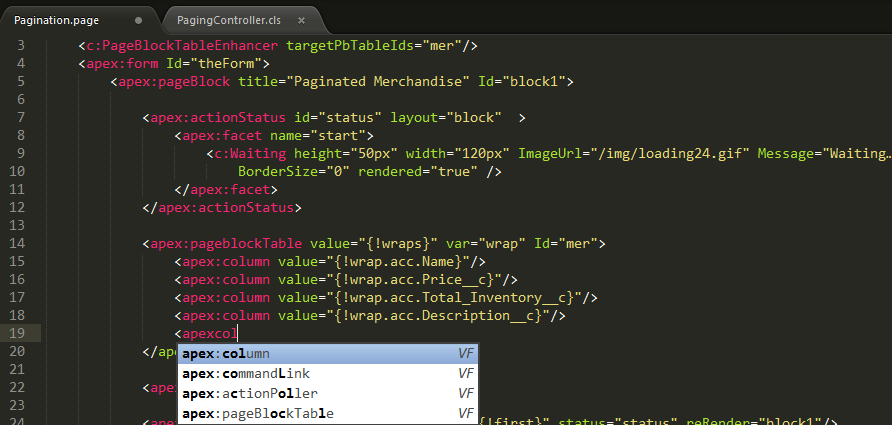 Pagination.page PagingController.cls ×
3 <c:PageBlockTableEnhancer targetPbTableIds="mer"/>
4 <apex:form Id="theForm">
5 <apex:pageBlock title="Paginated Merchandise" Id="block1">
6
7 <apex:actionStatus id="status" layout="block"  >
8 <apex:facet name="start">
9 <c:Waiting height="50px" width="120px" ImageUrl="/img/loading24.gif" Message="Waiting…
10 BorderSize="0" rendered="true" />
11 </apex:facet>
12 </apex:actionStatus>
13
14 <apex:pageblockTable value="{!wraps}" var="wrap" Id="mer">
15 <apex:column value="{!wrap.acc.Name}"/>
16 <apex:column value="{!wrap.acc.Price__c}"/>
17 <apex:column value="{!wrap.acc.Total_Inventory__c}"/>
18 <apex:column value="{!wrap.acc.Description__c}"/>
19 <apexcol
apex:column VF
apex:commandLink VF
apex:actionPoller VF
apex:pageBlockTable VF
20 </ap
21
22 <ap
23
24 <ap {!first}" status="status" reRender="block1"/>